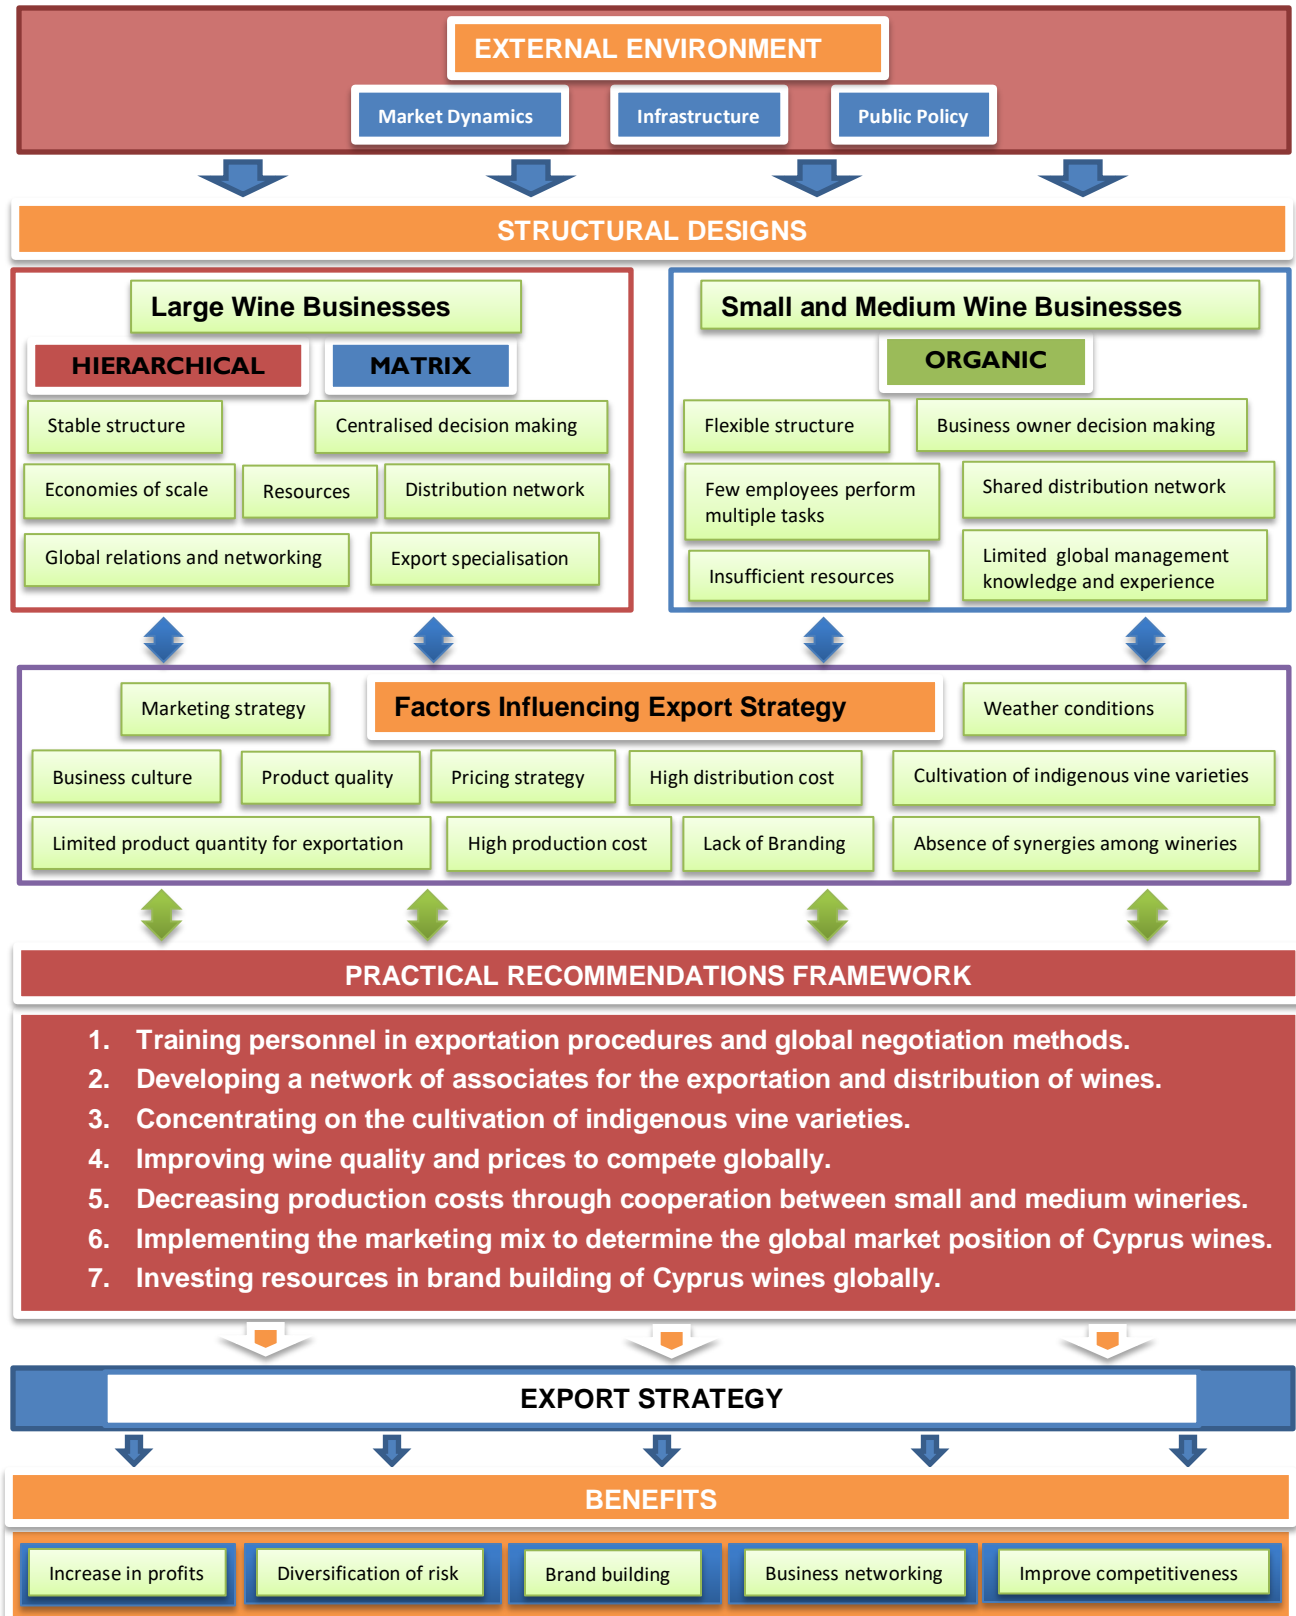 EXTERNAL ENVIRONMENT
Market Dynamics
Infrastructure
Public Policy
STRUCTURAL DESIGNS
Large Wine Businesses
HIERARCHICAL
MATRIX
Stable structure
Centralised decision making
Economies of scale
Resources
Distribution network
Global relations and networking
Export specialisation
Small and Medium Wine Businesses
ORGANIC
Flexible structure
Business owner decision making
Few employees perform
multiple tasks
Shared distribution network
Insufficient resources
Limited global management
knowledge and experience
Marketing strategy
Factors Influencing Export Strategy
Weather conditions
Business culture
Product quality
Pricing strategy
High distribution cost
Cultivation of indigenous vine varieties
Limited product quantity for exportation
High production cost
Lack of Branding
Absence of synergies among wineries
PRACTICAL RECOMMENDATIONS FRAMEWORK
1. Training personnel in exportation procedures and global negotiation methods.
2. Developing a network of associates for the exportation and distribution of wines.
3. Concentrating on the cultivation of indigenous vine varieties.
4. Improving wine quality and prices to compete globally.
5. Decreasing production costs through cooperation between small and medium wineries.
6. Implementing the marketing mix to determine the global market position of Cyprus wines.
7. Investing resources in brand building of Cyprus wines globally.
EXPORT STRATEGY
BENEFITS
Increase in profits
Diversification of risk
Brand building
Business networking
Improve competitiveness